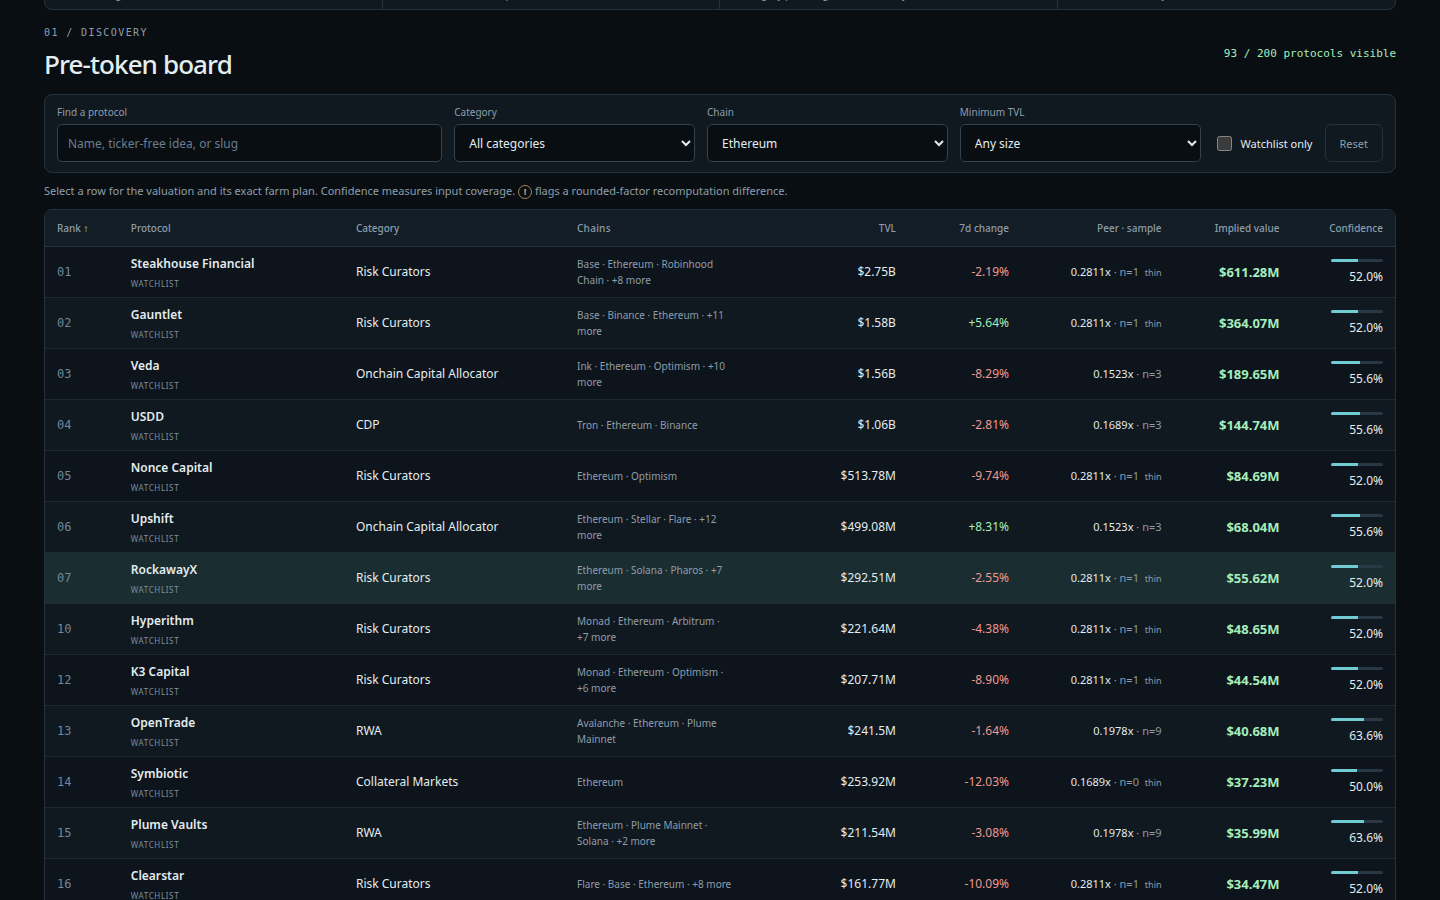 01 / DISCOVERY
Pre-token board
93 / 200 protocols visible
Find a protocol
Category
Chain
Minimum TVL
Name, ticker-free idea, or slug
All categories
Ethereum
Any size
Watchlist only
Reset
Select a row for the valuation and its exact farm plan. Confidence measures input coverage. ! flags a rounded-factor recomputation difference.
Rank ↑ Protocol Category Chains TVL 7d change Peer · sample Implied value Confidence
01 Steakhouse Financial WATCHLIST Risk Curators Base · Ethereum · Robinhood Chain · +8 more $2.75B -2.19% 0.2811x · n=1 thin $611.28M 52.0%
02 Gauntlet WATCHLIST Risk Curators Base · Binance · Ethereum · +11 more $1.58B +5.64% 0.2811x · n=1 thin $364.07M 52.0%
03 Veda WATCHLIST Onchain Capital Allocator Ink · Ethereum · Optimism · +10 more $1.56B -8.29% 0.1523x · n=3 $189.65M 55.6%
04 USDD WATCHLIST CDP Tron · Ethereum · Binance $1.06B -2.81% 0.1689x · n=3 $144.74M 55.6%
05 Nonce Capital WATCHLIST Risk Curators Ethereum · Optimism $513.78M -9.74% 0.2811x · n=1 thin $84.69M 52.0%
06 Upshift WATCHLIST Onchain Capital Allocator Ethereum · Stellar · Flare · +12 more $499.08M +8.31% 0.1523x · n=3 $68.04M 55.6%
07 RockawayX WATCHLIST Risk Curators Ethereum · Solana · Pharos · +7 more $292.51M -2.55% 0.2811x · n=1 thin $55.62M 52.0%
10 Hyperithm WATCHLIST Risk Curators Monad · Ethereum · Arbitrum · +7 more $221.64M -4.38% 0.2811x · n=1 thin $48.65M 52.0%
12 K3 Capital WATCHLIST Risk Curators Monad · Ethereum · Optimism · +6 more $207.71M -8.90% 0.2811x · n=1 thin $44.54M 52.0%
13 OpenTrade WATCHLIST RWA Avalanche · Ethereum · Plume Mainnet $241.5M -1.64% 0.1978x · n=9 $40.68M 63.6%
14 Symbiotic WATCHLIST Collateral Markets Ethereum $253.92M -12.03% 0.1689x · n=0 thin $37.23M 50.0%
15 Plume Vaults WATCHLIST RWA Ethereum · Plume Mainnet · Solana · +2 more $211.54M -3.08% 0.1978x · n=9 $35.99M 63.6%
16 Clearstar WATCHLIST Risk Curators Flare · Base · Ethereum · +8 more $161.77M -10.09% 0.2811x · n=1 thin $34.47M 52.0%